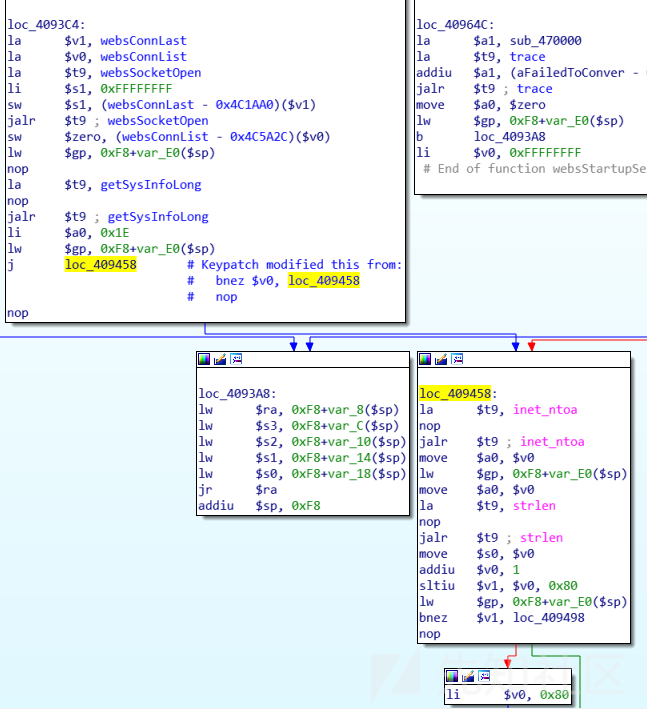 loc_4093C4:
la $v1, websConnLast
la $v0, websConnList
la $t9, websSocketOpen
li $s1, 0xFFFFFFFF
sw $s1, (websConnLast - 0x4C1AA0)($v1)
jalr $t9 ; websSocketOpen
sw $zero, (websConnList - 0x4C5A2C)($v0)
lw $gp, 0xF8+var_E0($sp)
nop
la $t9, getSysInfoLong
nop
jalr $t9 ; getSysInfoLong
li $a0, 0x1E
lw $gp, 0xF8+var_E0($sp)
j loc_409458 # Keypatch modified this from:
# bnez $v0, loc_409458
# nop
nop
loc_40964C:
la $a1, sub_470000
la $t9, trace
addiu $a1, (aFailedToConver -
jalr $t9 ; trace
move $a0, $zero
lw $gp, 0xF8+var_E0($sp)
b loc_4093A8
li $v0, 0xFFFFFFFF
# End of function websStartupSe
loc_4093A8:
lw $ra, 0xF8+var_8($sp)
lw $s3, 0xF8+var_C($sp)
lw $s2, 0xF8+var_10($sp)
lw $s1, 0xF8+var_14($sp)
lw $s0, 0xF8+var_18($sp)
jr $ra
addiu $sp, 0xF8
loc_409458:
la $t9, inet_ntoa
nop
jalr $t9 ; inet_ntoa
move $a0, $v0
lw $gp, 0xF8+var_E0($sp)
move $a0, $v0
la $t9, strlen
nop
jalr $t9 ; strlen
move $s0, $v0
addiu $v0, 1
sltiu $v1, $v0, 0x80
lw $gp, 0xF8+var_E0($sp)
bnez $v1, loc_409498
nop
li $v0, 0x80